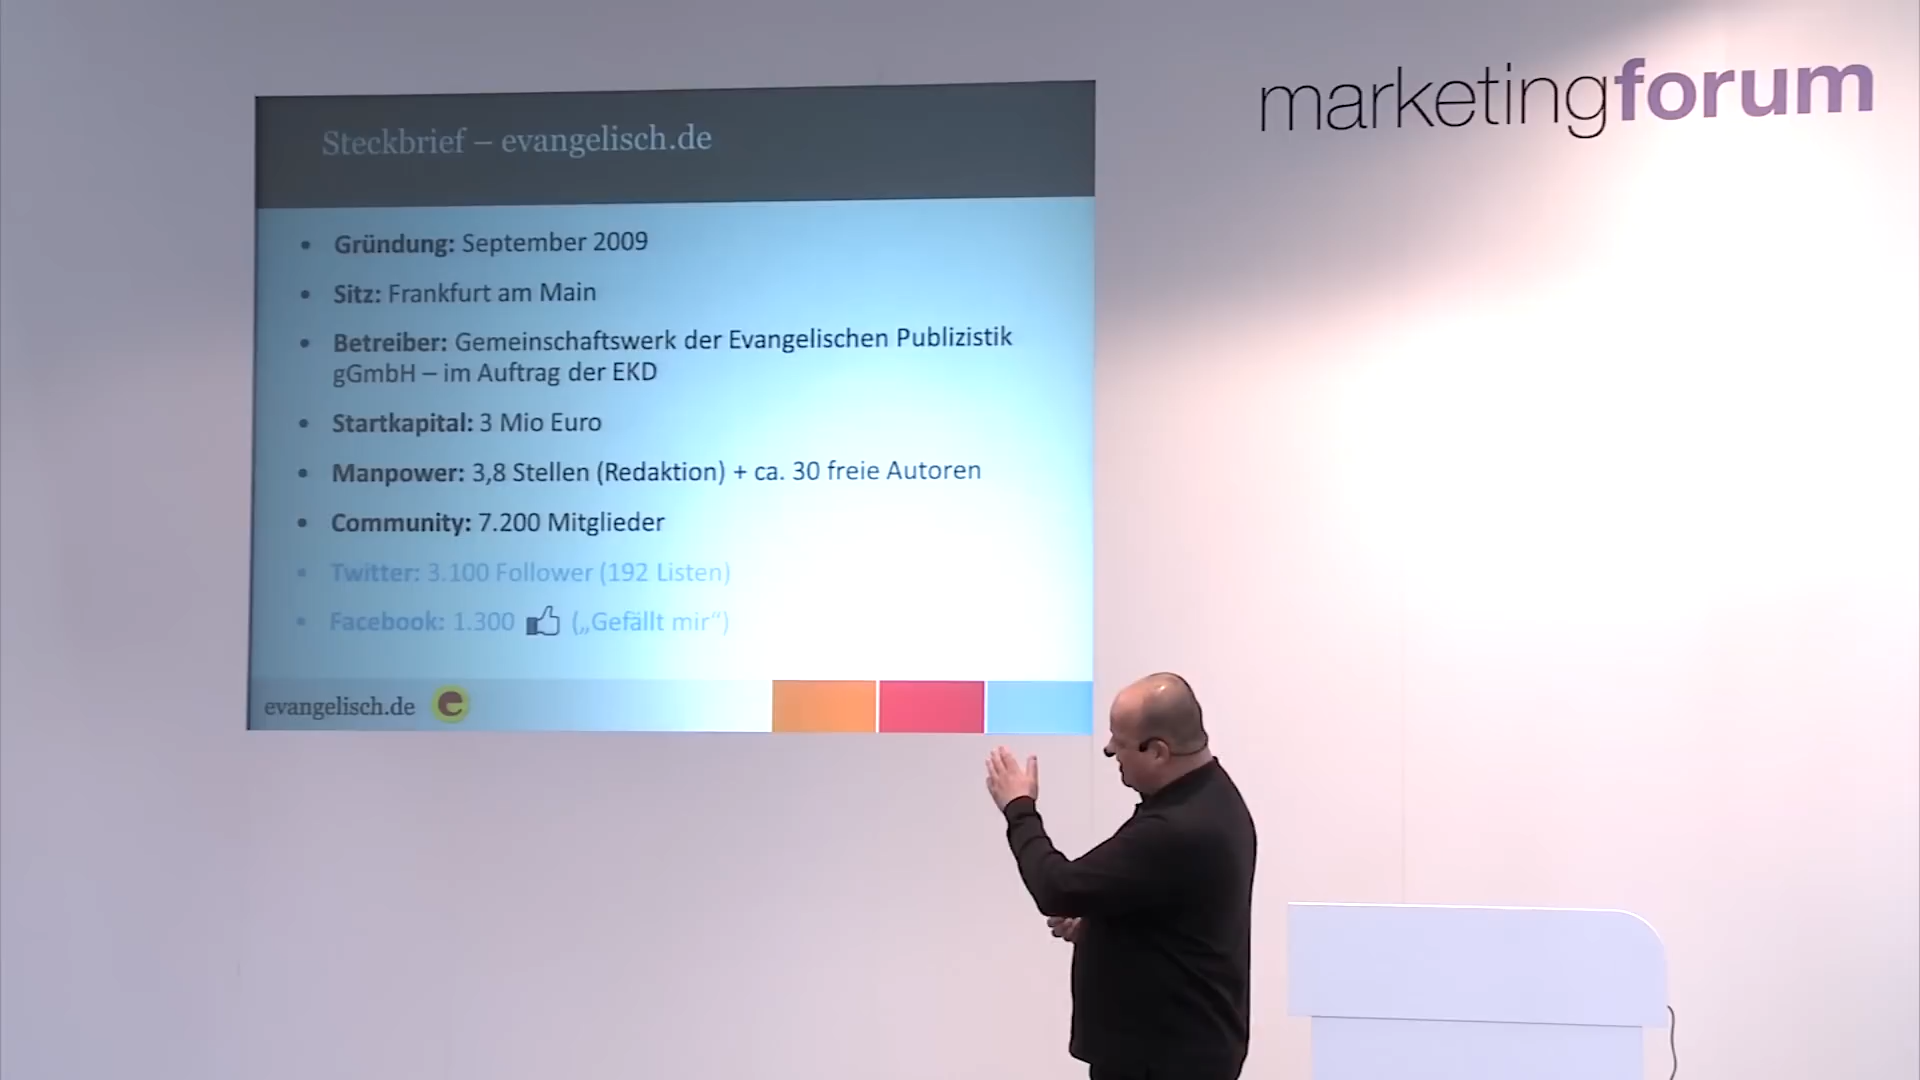 marketingforum
Steckbrief – evangelisch.de
• Gründung: September 2009
• Sitz: Frankfurt am Main
• Betreiber: Gemeinschaftswerk der Evangelischen Publizistik
gGmbH – im Auftrag der EKD
• Startkapital: 3 Mio Euro
• Manpower: 3,8 Stellen (Redaktion) + ca. 30 freie Autoren
• Community: 7.200 Mitglieder
• Twitter: 3.100 Follower (192 Listen)
• Facebook: 1.300 („Gefällt mir“)
evangelisch.de e